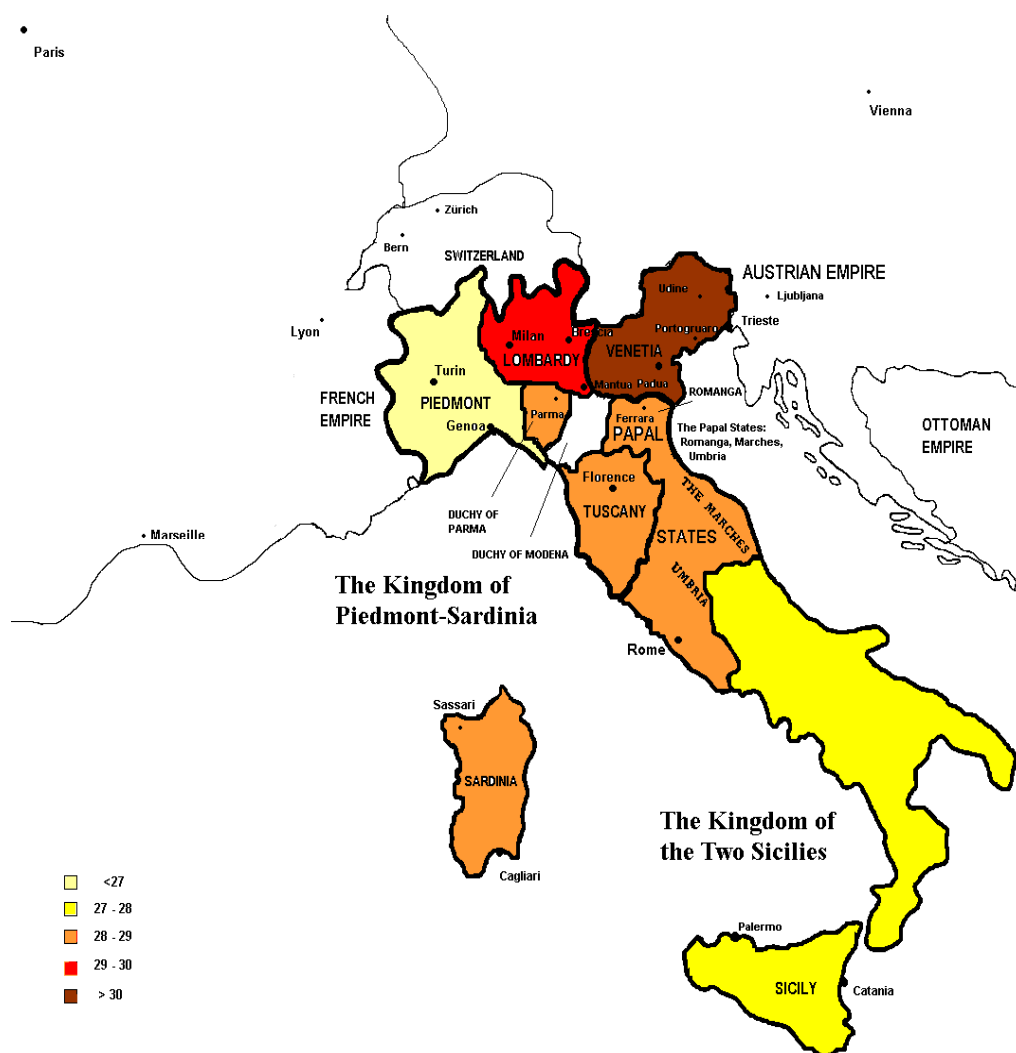 Paris
Vienna
Zürich
Bern
SWITZERLAND
AUSTRIAN EMPIRE
Udine
Ljubljana
Lyon
Milan
Brescia
Portogruaro
Trieste
LOMBARDY
VENETIA
Turin
Mantua
Padua
ROMANGA
FRENCH
EMPIRE
PIEDMONT
Parma
Ferrara
Genoa
PAPAL
The Papal States:
Romanga, Marches,
Umbria
OTTOMAN
EMPIRE
Florence
THE MARCHES
DUCHY OF
PARMA
TUSCANY
Marseille
STATES
DUCHY OF MODENA
UMBRIA
The Kingdom of
Piedmont-Sardinia
Rome
Sassari
SARDINIA
The Kingdom of
the Two Sicilies
Cagliari
<27
27 - 28
28 - 29
29 - 30
> 30
Palermo
SICILY
Catania